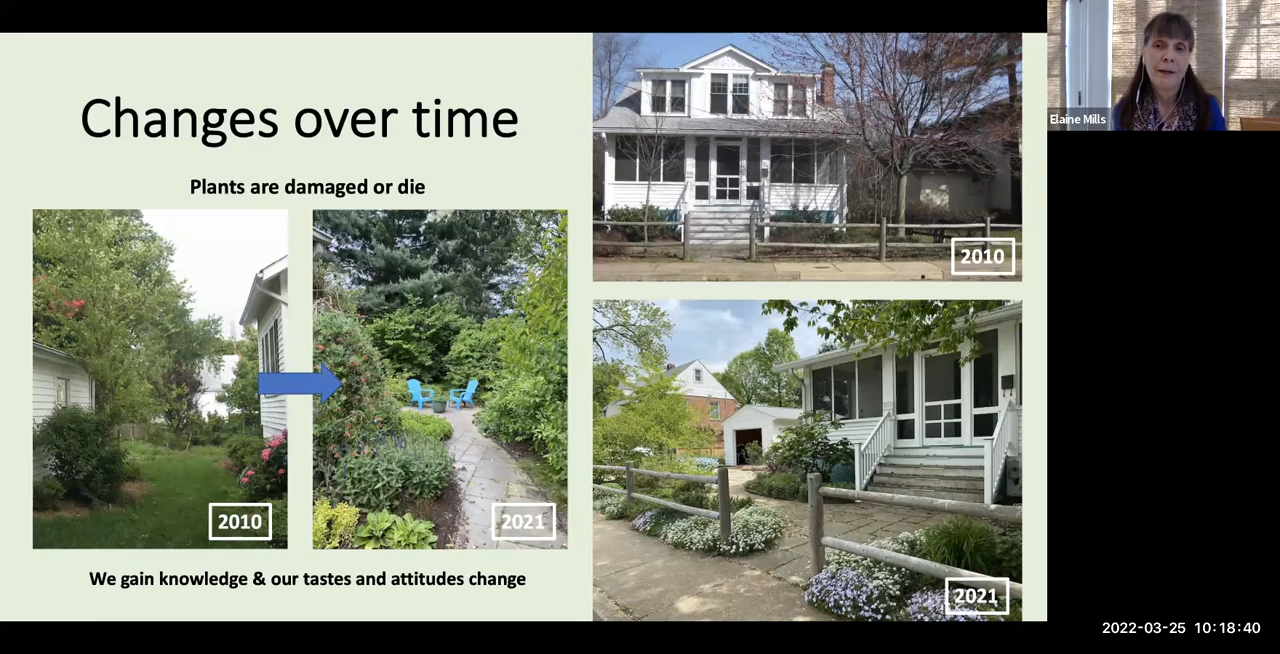 Changes over time
Plants are damaged or die
2010
2021
We gain knowledge & our tastes and attitudes change
2010
2021
Elaine Mills
2022-03-25 10:18:40